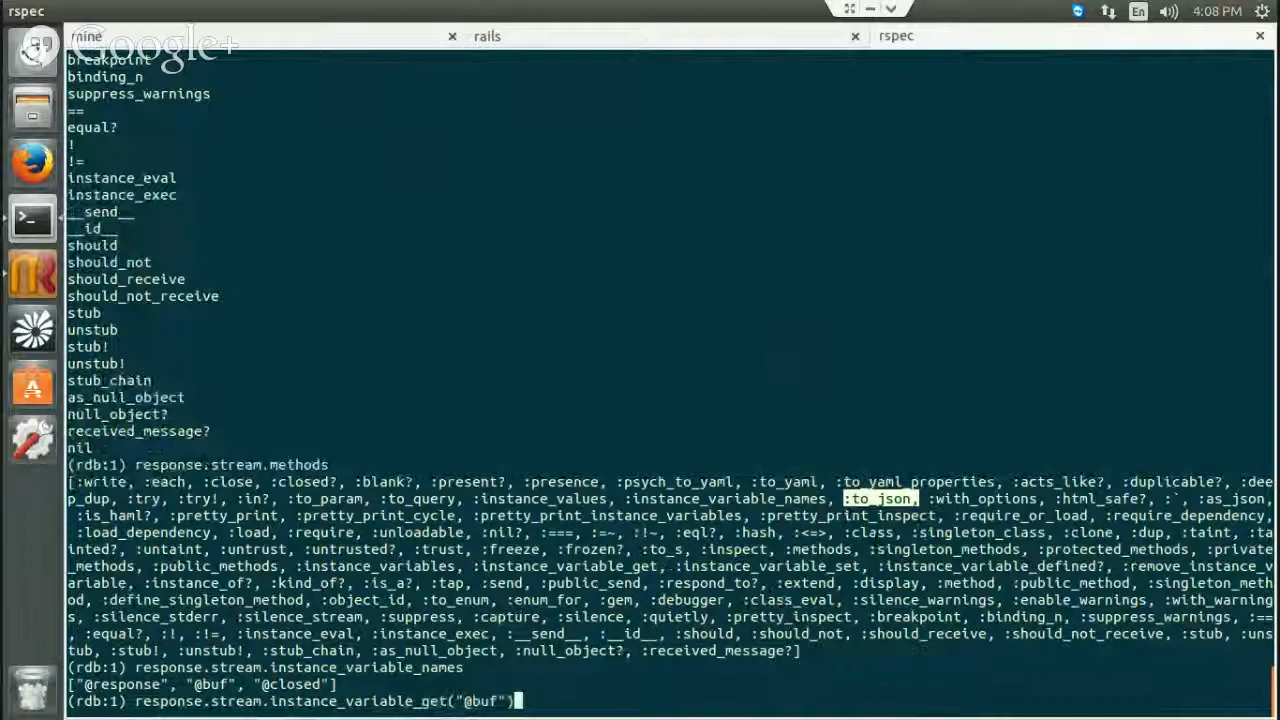 rspec
En
4:08 PM
mine
rails
rspec
Google+
breakpoint
binding_n
suppress_warnings
==
equal?
!
!=
instance_eval
instance_exec
__send__
__id__
should
should_not
should_receive
should_not_receive
stub
unstub
stub!
unstub!
stub_chain
as_null_object
null_object?
received_message?
nil
(rdb:1) response.stream.methods
[:write, :each, :close, :closed?, :blank?, :present?, :presence, :psych_to_yaml, :to_yaml, :to_yaml_properties, :acts_like?, :duplicable?, :dee
p_dup, :try, :try!, :in?, :to_param, :to_query, :instance_values, :instance_variable_names, :to_json, :with_options, :html_safe?, :`, :as_json,
:is_haml?, :pretty_print, :pretty_print_cycle, :pretty_print_instance_variables, :pretty_print_inspect, :require_or_load, :require_dependency,
:load_dependency, :load, :require, :unloadable, :nil?, :===, :=~, :!~, :eql?, :hash, :<=>, :class, :singleton_class, :clone, :dup, :taint, :ta
inted?, :untaint, :untrust, :untrusted?, :trust, :freeze, :frozen?, :to_s, :inspect, :methods, :singleton_methods, :protected_methods, :private
_methods, :public_methods, :instance_variables, :instance_variable_get, :instance_variable_set, :instance_variable_defined?, :remove_instance_v
ariable, :instance_of?, :kind_of?, :is_a?, :tap, :send, :public_send, :respond_to?, :extend, :display, :method, :public_method, :singleton_meth
od, :define_singleton_method, :object_id, :to_enum, :enum_for, :gem, :debugger, :class_eval, :silence_warnings, :enable_warnings, :with_warning
s, :silence_stderr, :silence_stream, :suppress, :capture, :silence, :quietly, :pretty_inspect, :breakpoint, :binding_n, :suppress_warnings, :==
, :equal?, :!, :!=, :instance_eval, :instance_exec, :__send__, :__id__, :should, :should_not, :should_receive, :should_not_receive, :stub, :uns
tub, :stub!, :unstub!, :stub_chain, :as_null_object, :null_object?, :received_message?]
(rdb:1) response.stream.instance_variable_names
["@response", "@buf", "@closed"]
(rdb:1) response.stream.instance_variable_get("@buf")